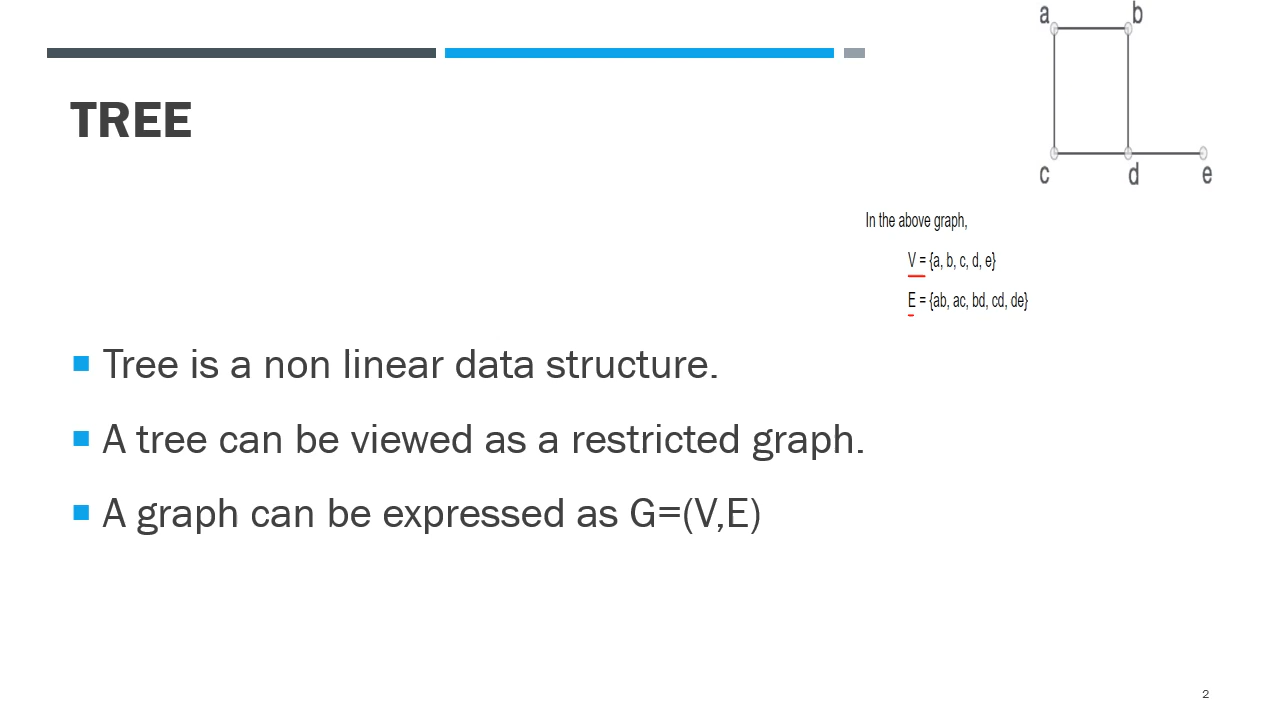 a b
c d e
TREE
In the above graph,
V = {a, b, c, d, e}
E = {ab, ac, bd, cd, de}
Tree is a non linear data structure.
A tree can be viewed as a restricted graph.
A graph can be expressed as G=(V,E)
2